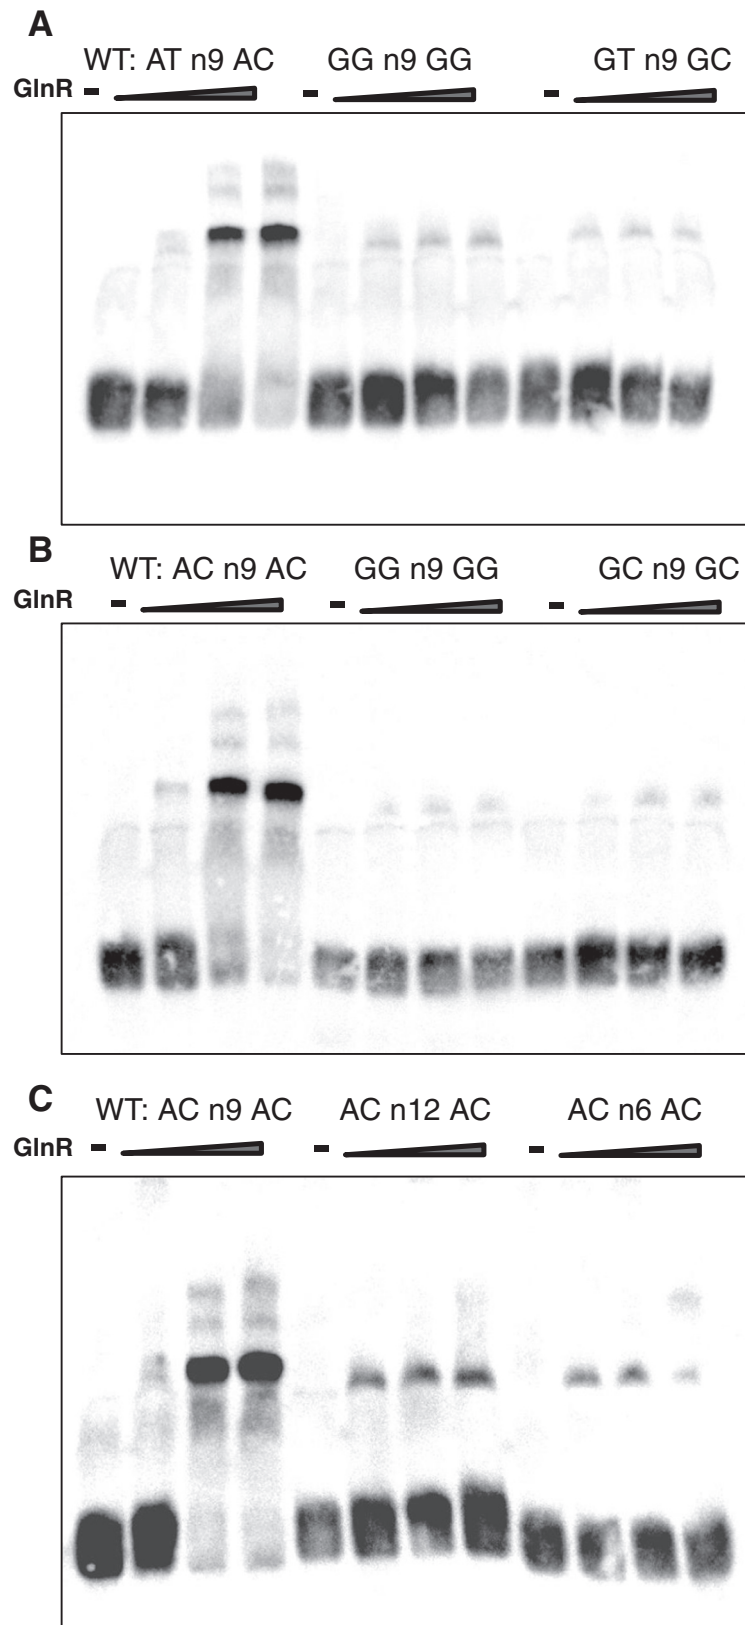 A
WT: AT n9 AC GG n9 GG GT n9 GC
GlnR - - -
B
WT: AC n9 AC GG n9 GG GC n9 GC
GlnR - - -
C
WT: AC n9 AC AC n12 AC AC n6 AC
GlnR - - -